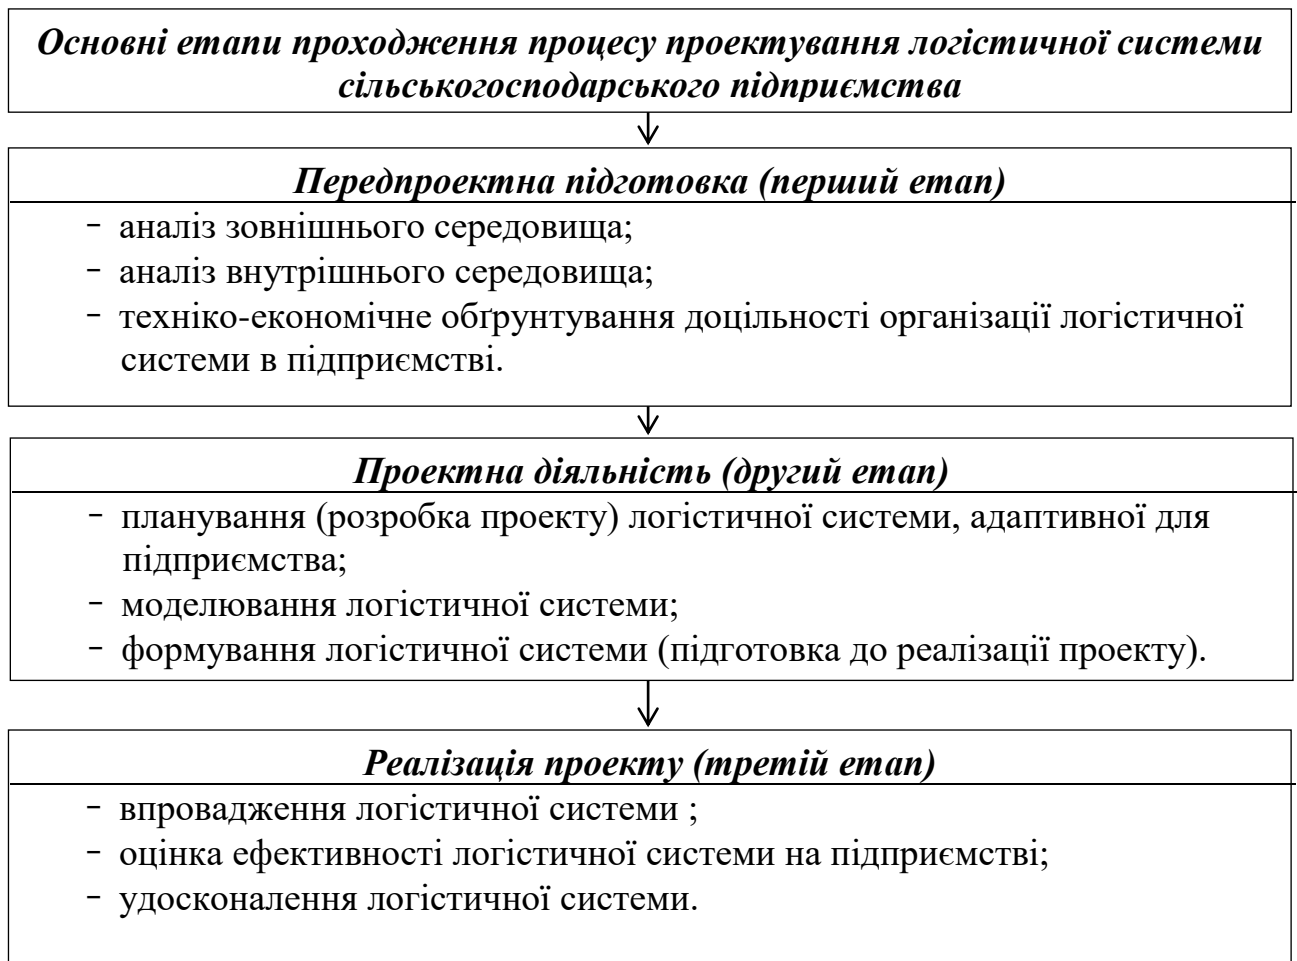 Основні етапи проходження процесу проектування логістичної системи
сільськогосподарського підприємства
Передпроектна підготовка (перший етап)
- аналіз зовнішнього середовища;
- аналіз внутрішнього середовища;
- техніко-економічне обґрунтування доцільності організації логістичної
системи в підприємстві.
Проектна діяльність (другий етап)
- планування (розробка проекту) логістичної системи, адаптивної для
підприємства;
- моделювання логістичної системи;
- формування логістичної системи (підготовка до реалізації проекту).
Реалізація проекту (третій етап)
- впровадження логістичної системи ;
- оцінка ефективності логістичної системи на підприємстві;
- удосконалення логістичної системи.